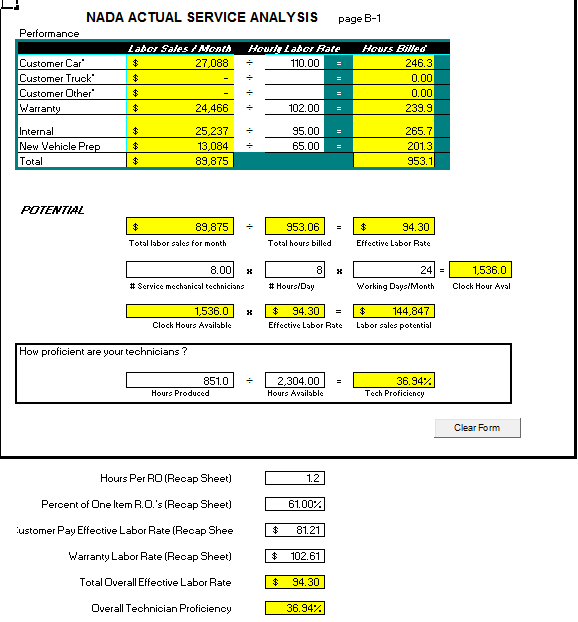 NADA ACTUAL SERVICE ANALYSIS page B-1
Performance
Labor Sales / Month Hourly Labor Rate Hours Billed
Customer Car* $ 27,088 ÷ 110.00 = 246.3
Customer Truck* $ - ÷ = 0.00
Customer Other* $ - ÷ = 0.00
Warranty $ 24,466 ÷ 102.00 = 239.9
Internal $ 25,237 ÷ 95.00 = 265.7
New Vehicle Prep $ 13,084 ÷ 65.00 = 201.3
Total $ 89,875 953.1
POTENTIAL
$ 89,875 ÷ 953.06 = $ 94.30
Total labor sales for month Total hours billed Effective Labor Rate
8.00 x 8 x 24 = 1,536.0
# Service mechanical technicians # Hours/Day Working Days/Month Clock Hour Aval
1,536.0 x $ 94.30 = $ 144,847
Clock Hours Available Effective Labor Rate Labor sales potential
How proficient are your technicians ?
851.0 ÷ 2,304.00 = 36.94%
Hours Produced Hours Available Tech Proficiency
Clear Form
Hours Per RO (Recap Sheet) 1.2
Percent of One Item R.O.'s (Recap Sheet) 61.00%
ustomer Pay Effective Labor Rate (Recap Shee $ 81.21
Warranty Labor Rate (Recap Sheet) $ 102.61
Total Overall Effective Labor Rate $ 94.30
Overall Technician Proficiency 36.94%